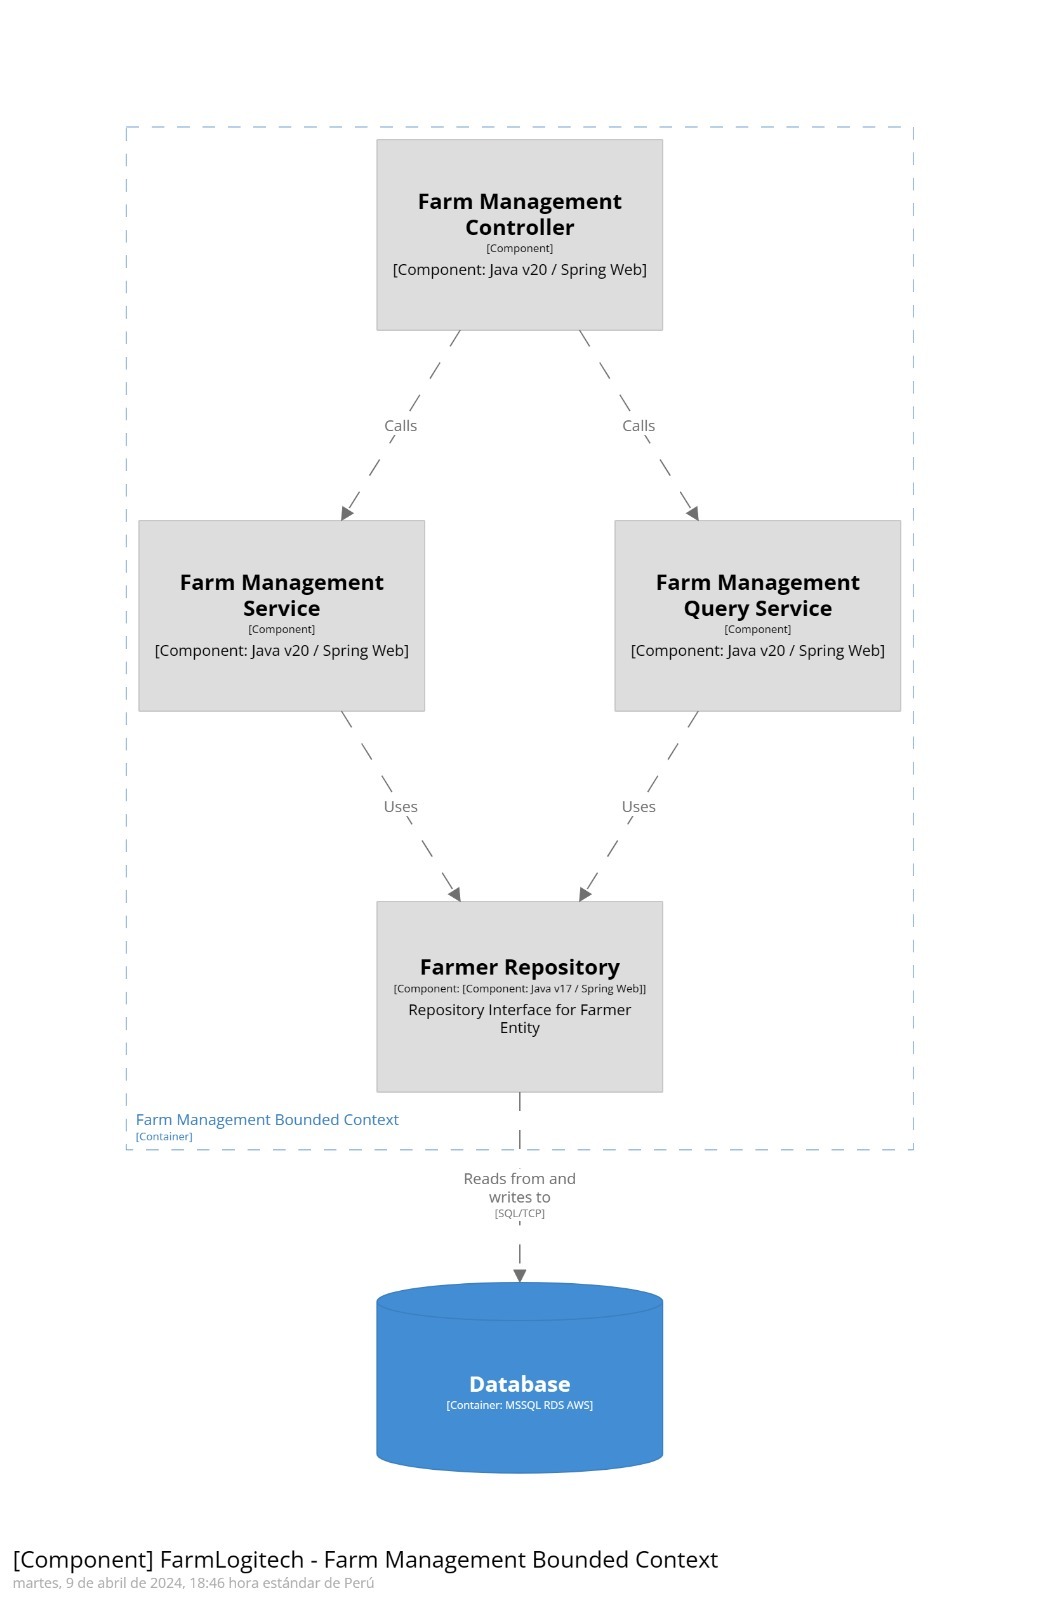 Farm Management
Controller
[Component]
[Component: Java v20 / Spring Web]
Calls
Calls
Farm Management
Service
[Component]
[Component: Java v20 / Spring Web]
Farm Management
Query Service
[Component]
[Component: Java v20 / Spring Web]
Uses
Uses
Farmer Repository
[Component: [Component: Java v17 / Spring Web]]
Repository Interface for Farmer
Entity
Farm Management Bounded Context
[Container]
Reads from and
writes to
[SQL/TCP]
Database
[Container: MSSQL RDS AWS]
[Component] FarmLogitech - Farm Management Bounded Context
martes, 9 de abril de 2024, 18:46 hora estándar de Perú